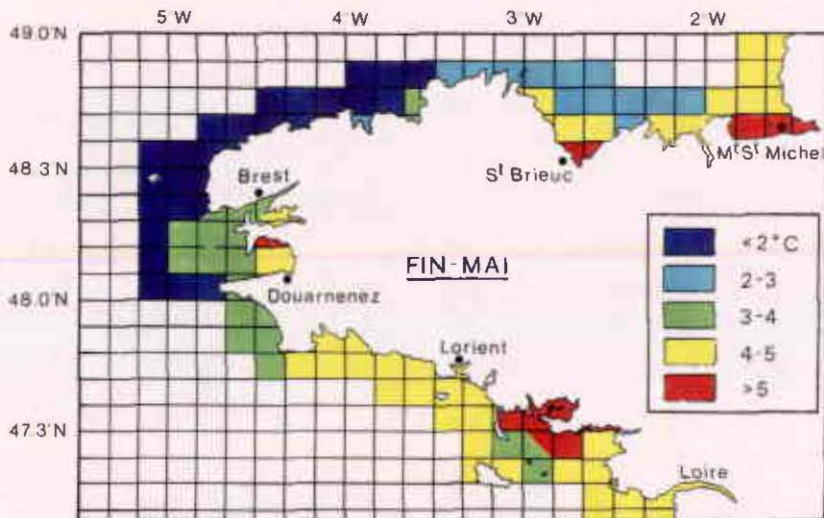 5°W 4°W 3°W 2°W
49.0°N
48.3°N
Brest
St Brieuc
Mt St Michel
<2°C
FIN-MAI
2-3
48.0°N
Douarnenez
3-4
Lorient
4-5
>5
47.3°N
Loire